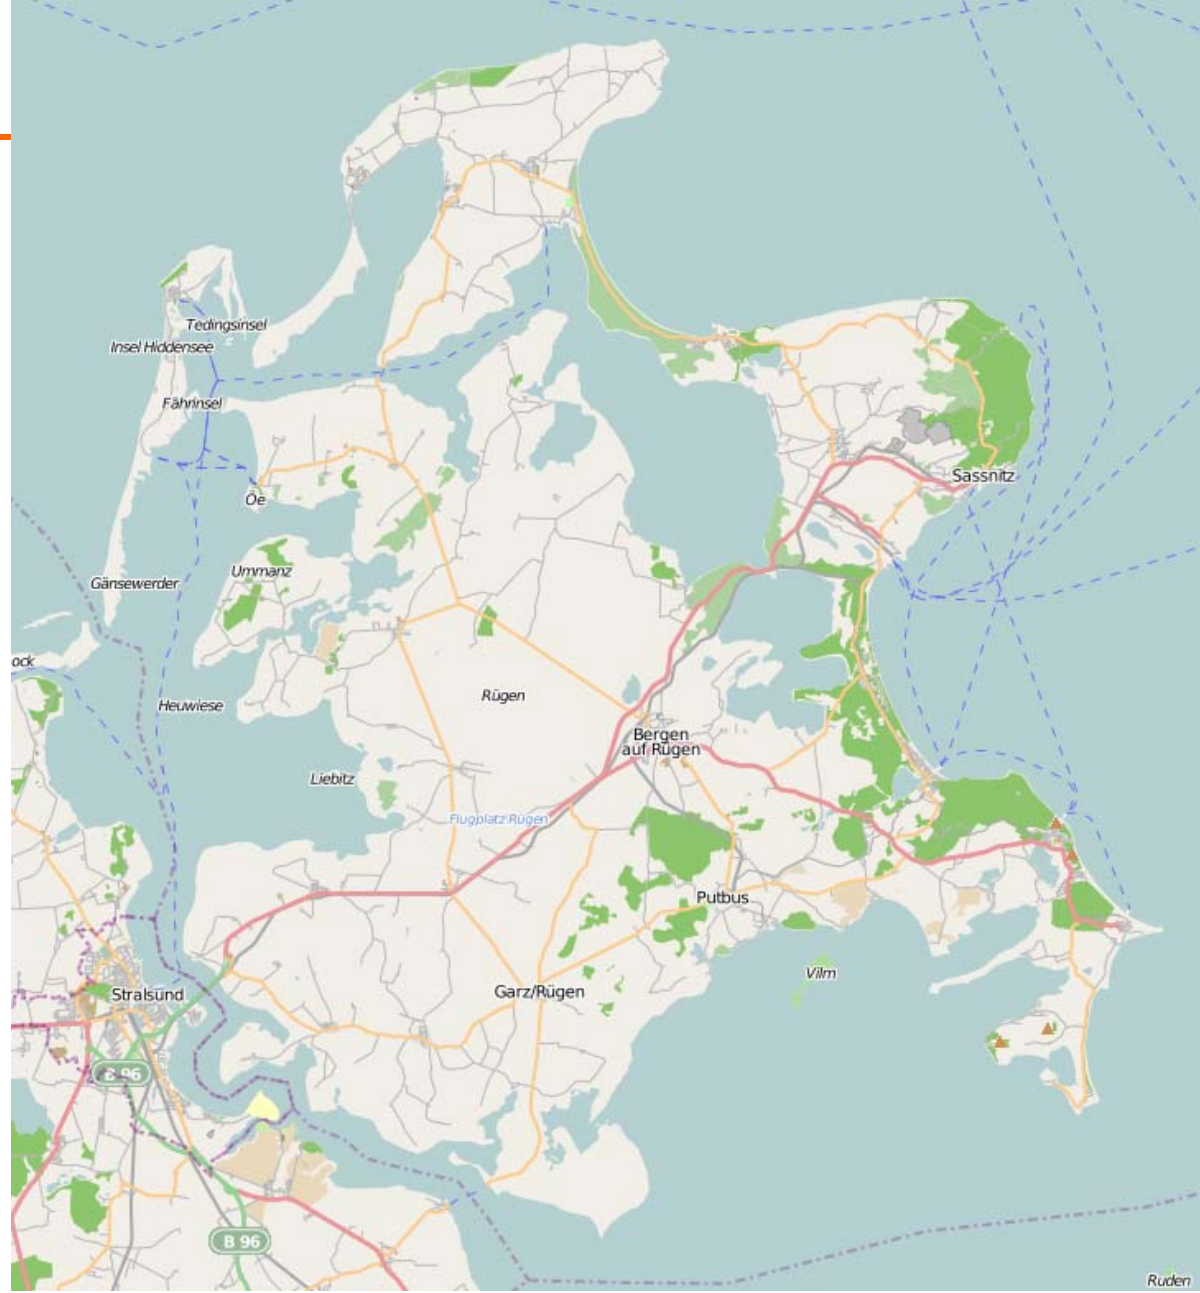 Tedingsinsel
Insel Hiddensee
Fährinsel
Sassnitz
Öe
Ummanz
Gänsewerder
ock
Rügen
Heuwiese
Bergen
auf Rügen
Liebitz
Flugplatz Rügen
Putbus
Vilm
Garz/Rügen
Stralsund
B 96
B 96
Ruden